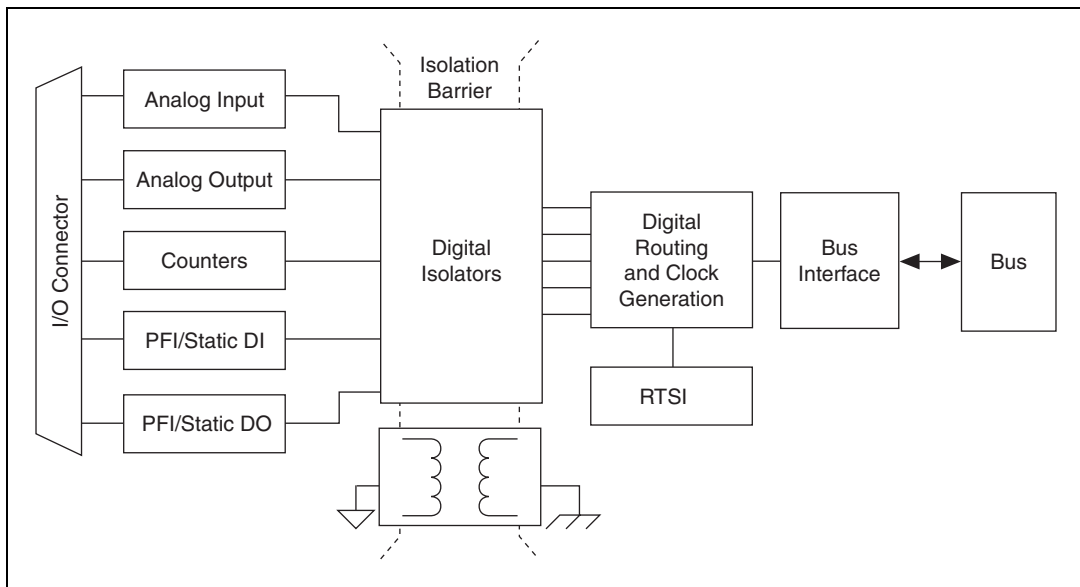 Isolation
Barrier
I/O Connector
Analog Input
Analog Output
Counters
PFI/Static DI
PFI/Static DO
Digital
Isolators
Digital
Routing
and Clock
Generation
RTSI
Bus
Interface
Bus